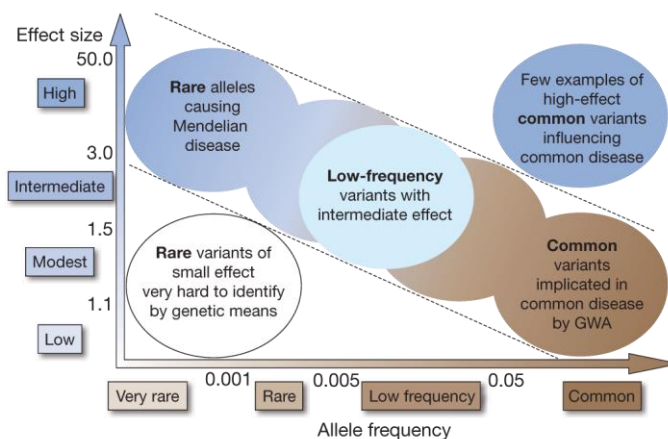 Effect size
50.0
High
3.0
Intermediate
1.5
Modest
1.1
Low
Rare alleles
causing
Mendelian
disease
Few examples of
high-effect
common variants
influencing
common disease
Low-frequency
variants with
intermediate effect
Rare variants of
small effect
very hard to identify
by genetic means
Common
variants
implicated in
common disease
by GWA
0.001
0.005
0.05
Very rare
Rare
Low frequency
Common
Allele frequency